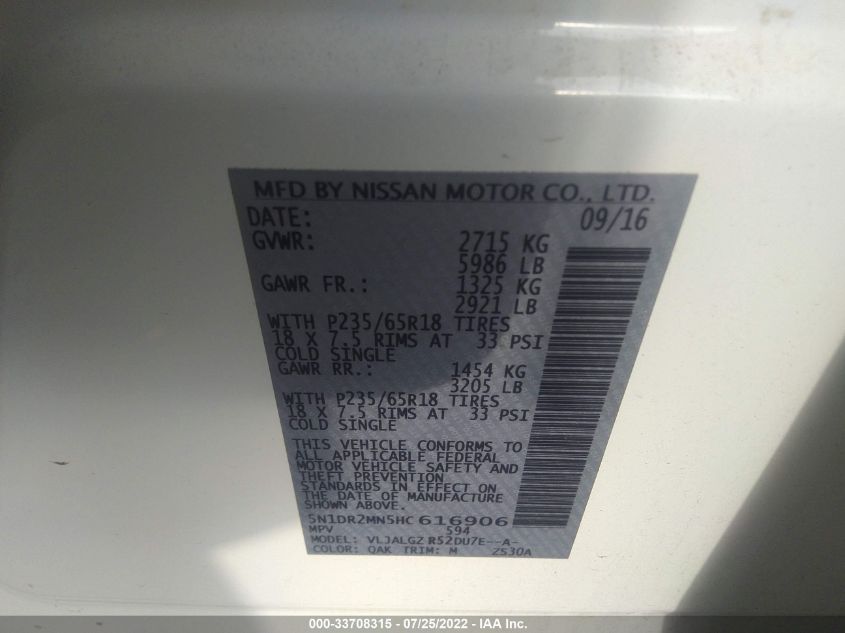 MFD BY NISSAN MOTOR CO., LTD.
DATE: 09/16
GVWR: 2715 KG
5986 LB
GAWR FR.: 1325 KG
2921 LB
WITH P235/65R18 TIRES
18 X 7.5 RIMS AT 33 PSI
COLD SINGLE
GAWR RR.: 1454 KG
3205 LB
WITH P235/65R18 TIRES
18 X 7.5 RIMS AT 33 PSI
COLD SINGLE
THIS VEHICLE CONFORMS TO
ALL APPLICABLE FEDERAL
MOTOR VEHICLE SAFETY AND
THEFT PREVENTION
STANDARDS IN EFFECT ON
THE DATE OF MANUFACTURE
SHOWN ABOVE.
5N1DR2MN5HC 616906
MPV 594
MODEL: VLJALGZ R52DU7E--A-
COLOR: QAK TRIM: M ZS30A
000-33708315 - 07/25/2022 - IAA Inc.